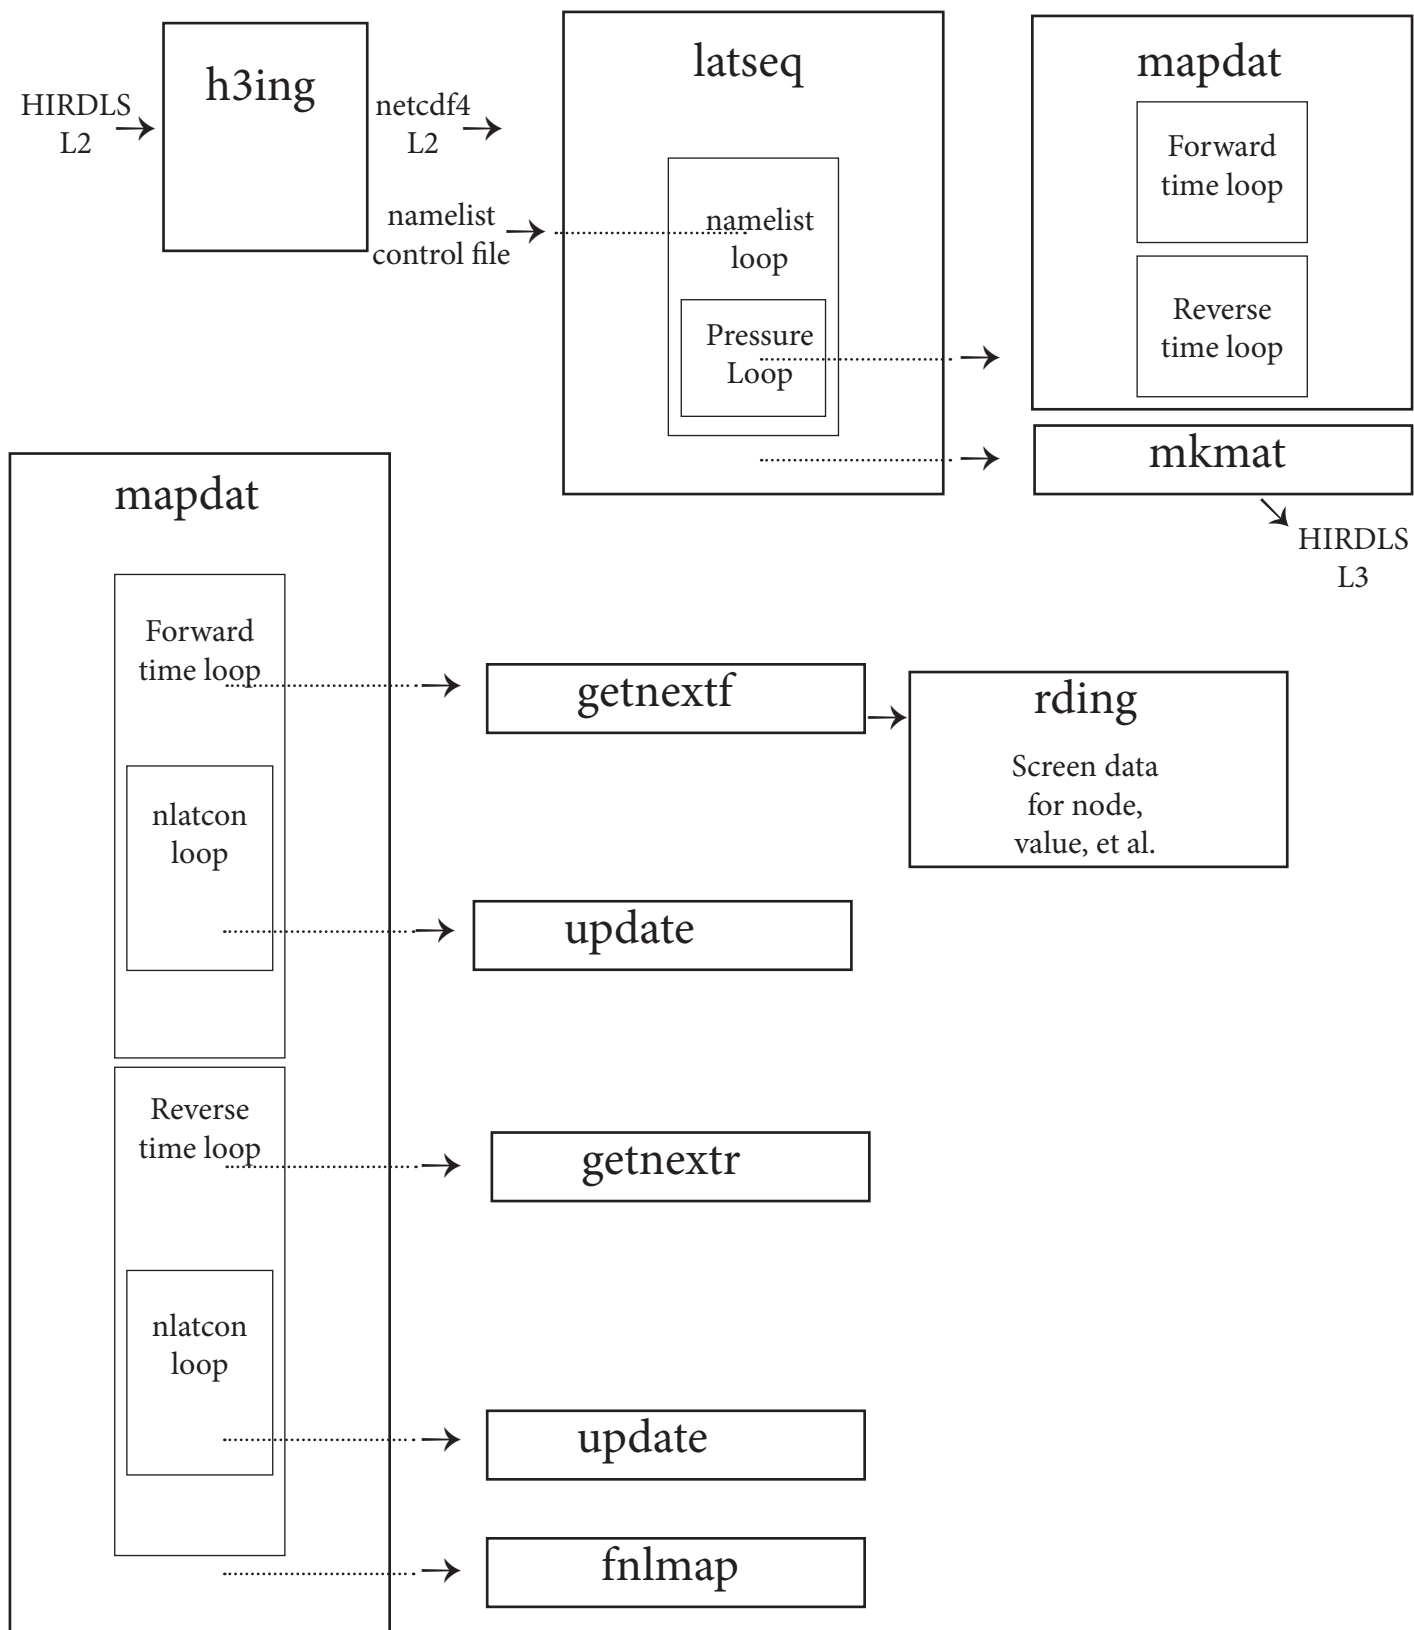 h3ing
HIRDLS
L2
netcdf4
L2
namelist
control file
latseq
namelist
loop
Pressure
Loop
mapdat
Forward
time loop
Reverse
time loop
mkmat
HIRDLS
L3
mapdat
Forward
time loop
nlatcon
loop
getnextf
rding
Screen data
for node,
value, et al.
update
Reverse
time loop
getnextr
nlatcon
loop
update
fnlmap